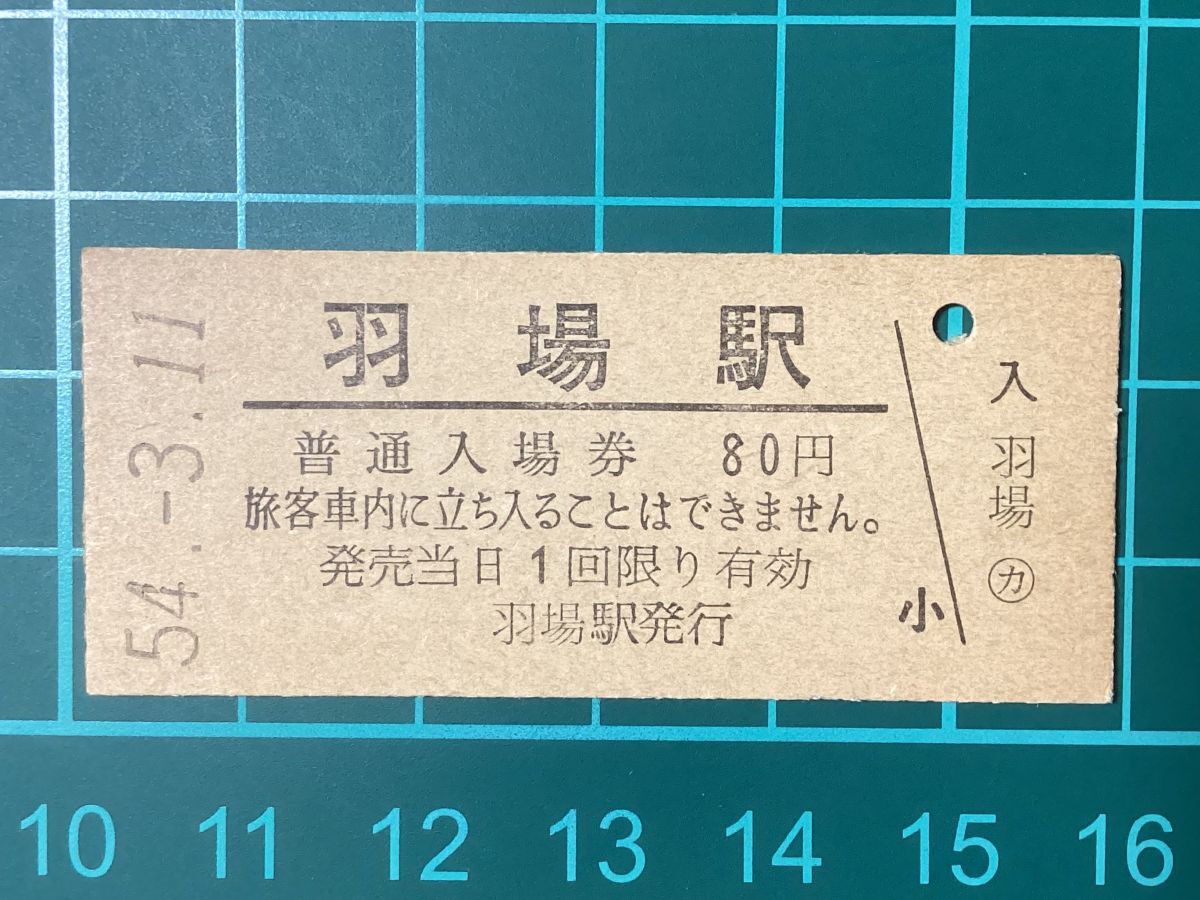 54.-3.11
羽場駅
普通入場券 80円
旅客車内に立ち入ることはできません。
発売当日1回限り有効
羽場駅発行
小
入
羽場
㋕
10 11 12 13 14 15 16